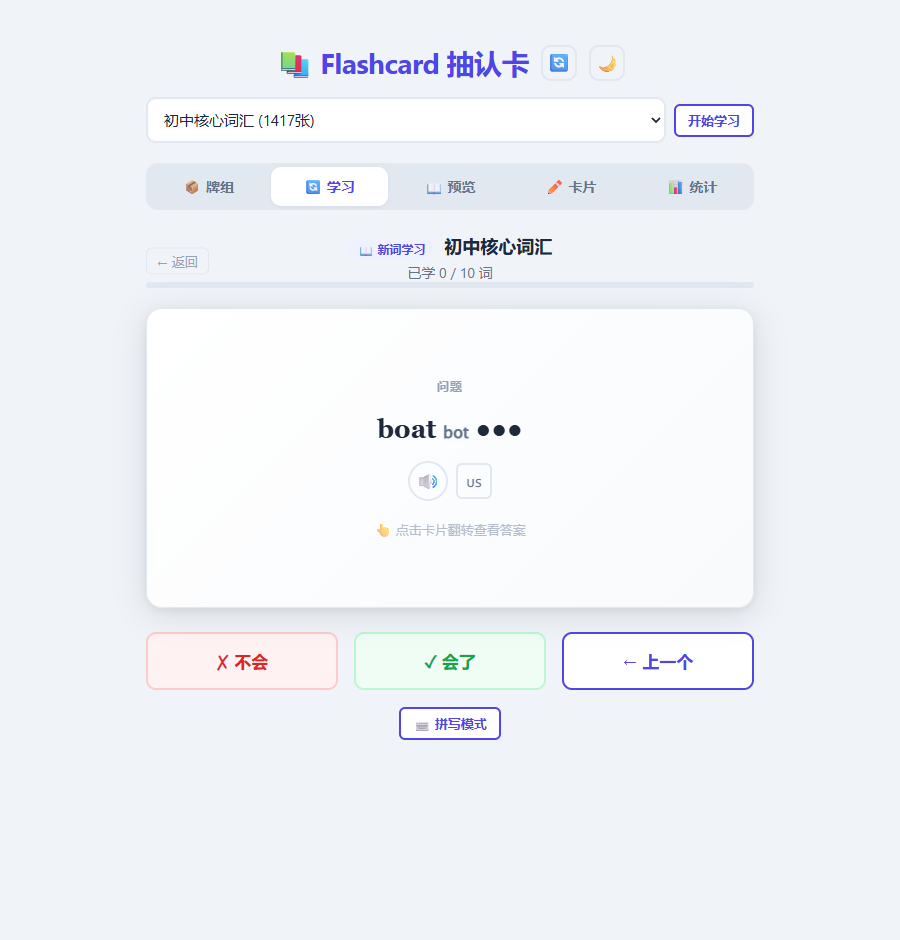 Flashcard 抽认卡
初中核心词汇 (1417张)
开始学习
牌组
学习
预览
卡片
统计
← 返回
新词学习 初中核心词汇
已学 0 / 10 词
问题
boat bot ●●●
US
点击卡片翻转查看答案
✗ 不会
✓ 会了
← 上一个
拼写模式